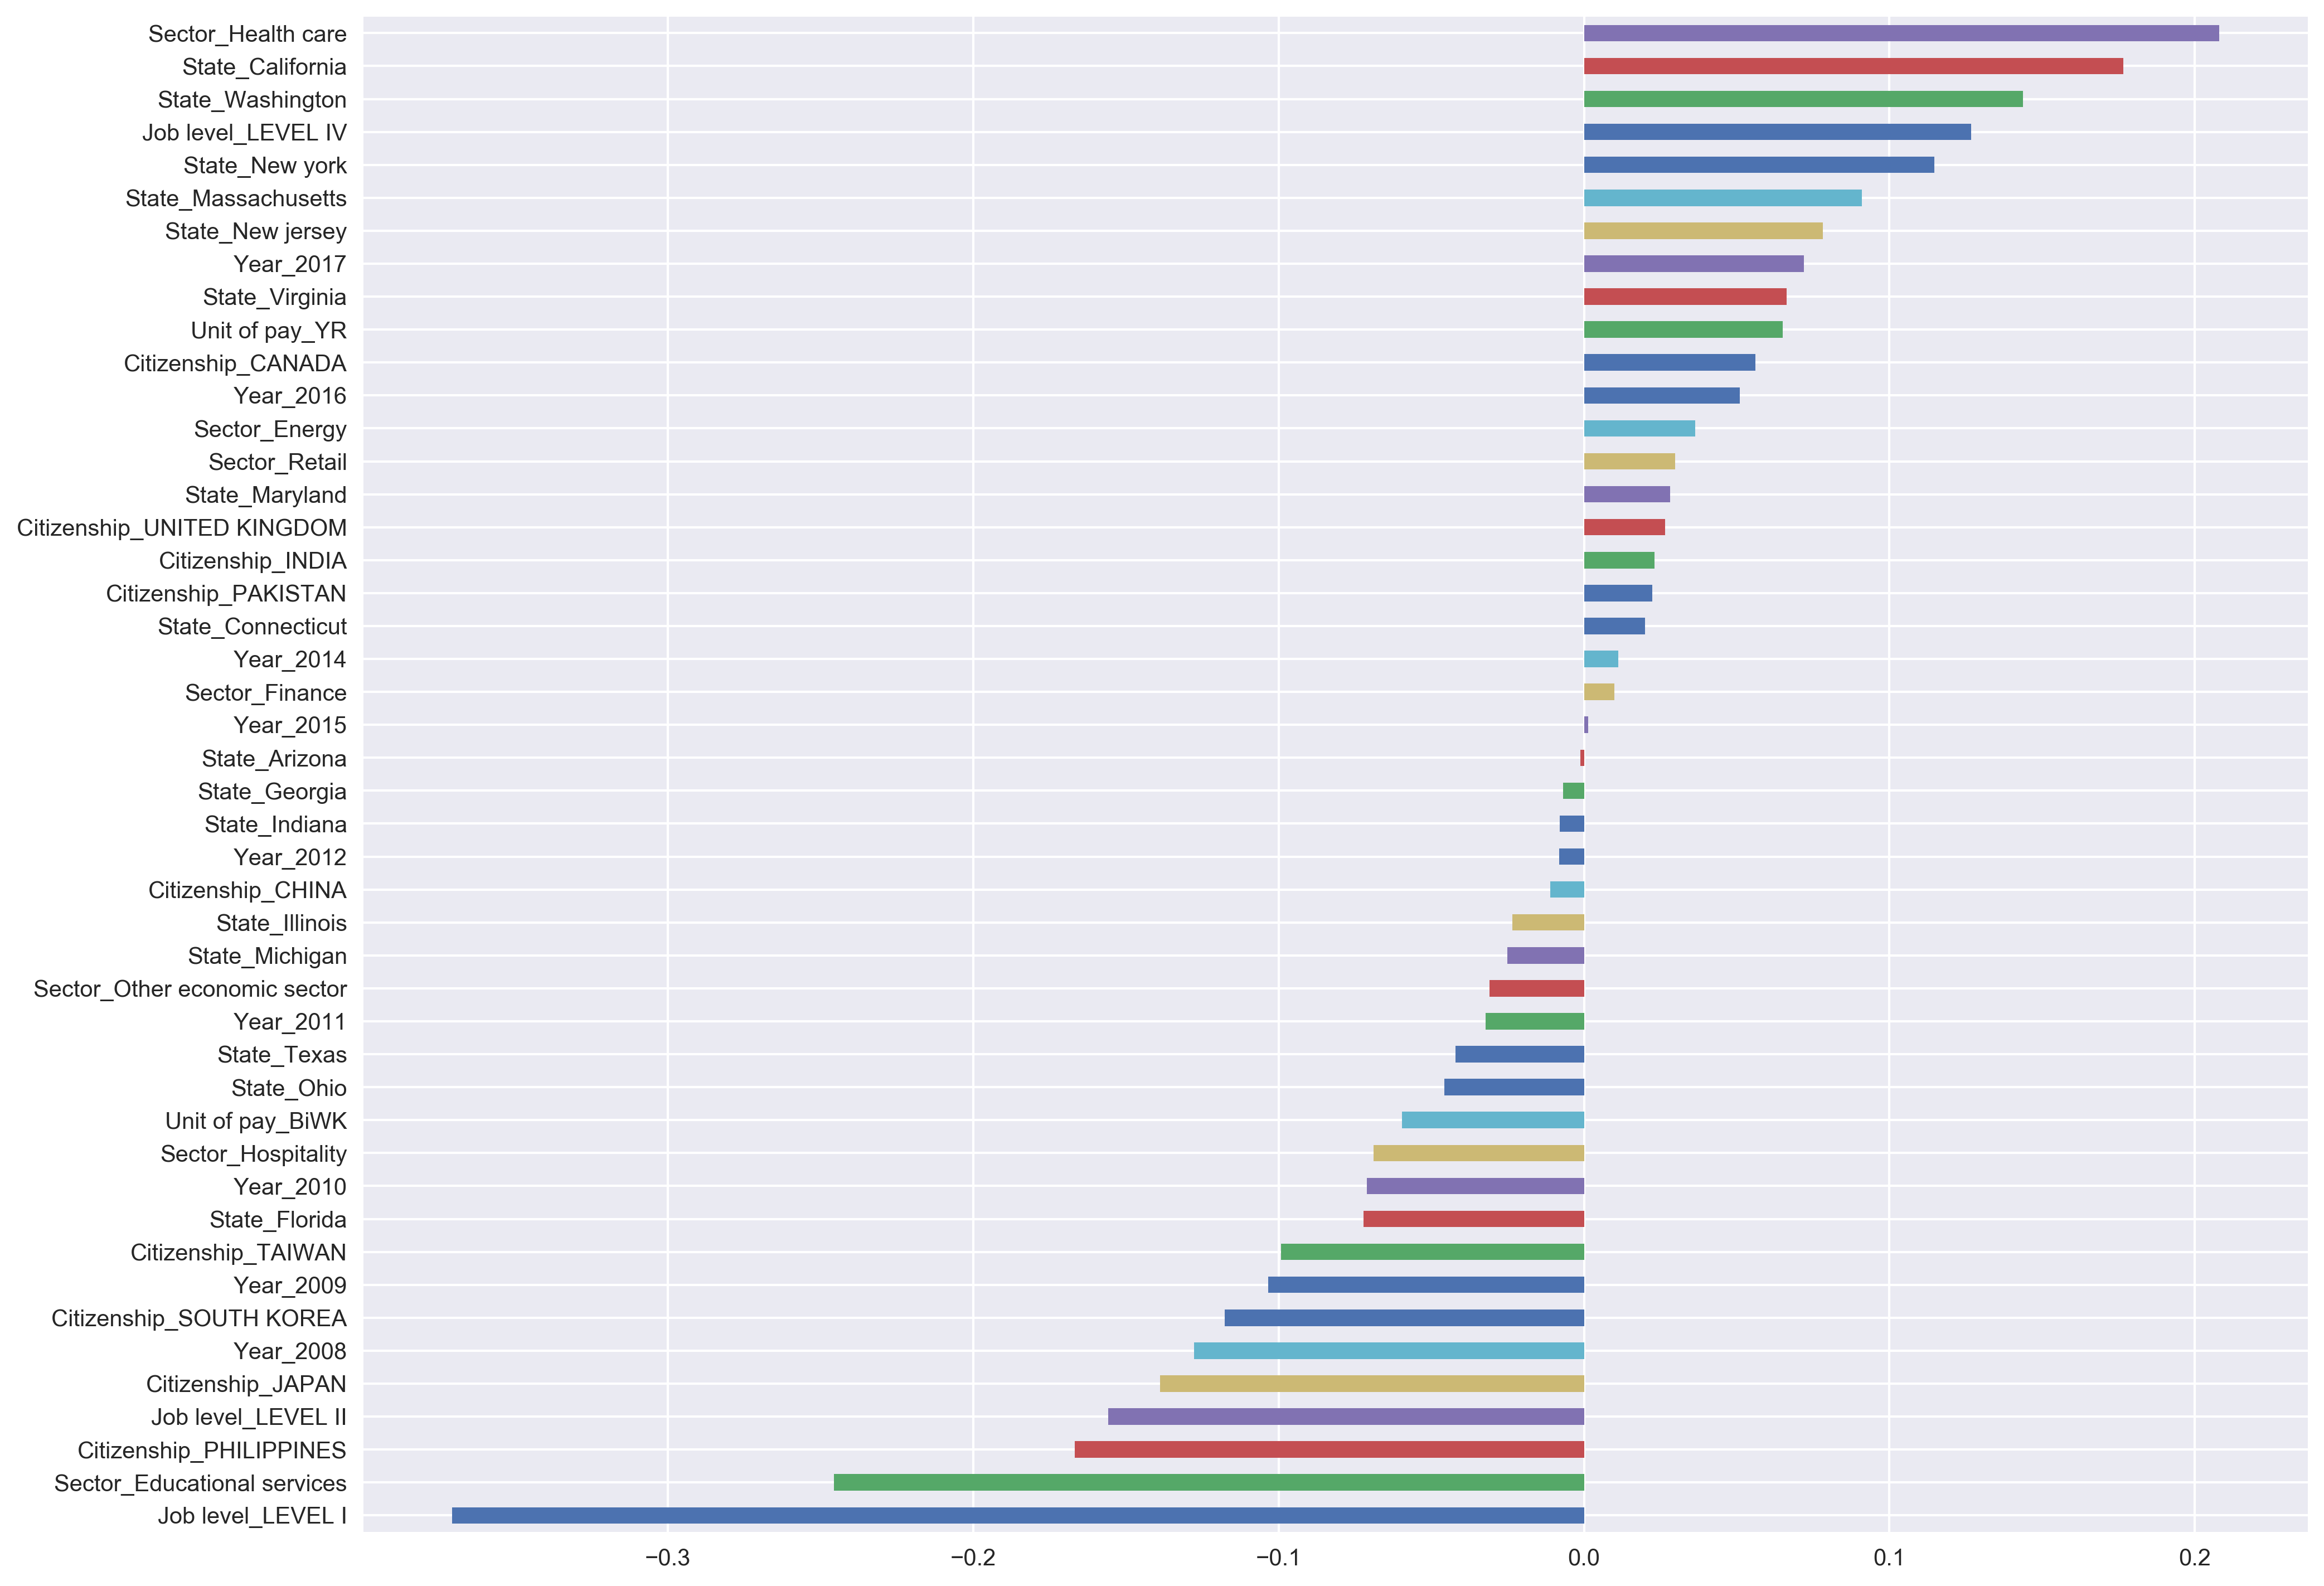 Sector_Health care
State_California
State_Washington
Job level_LEVEL IV
State_New york
State_Massachusetts
State_New jersey
Year_2017
State_Virginia
Unit of pay_YR
Citizenship_CANADA
Year_2016
Sector_Energy
Sector_Retail
State_Maryland
Citizenship_UNITED KINGDOM
Citizenship_INDIA
Citizenship_PAKISTAN
State_Connecticut
Year_2014
Sector_Finance
Year_2015
State_Arizona
State_Georgia
State_Indiana
Year_2012
Citizenship_CHINA
State_Illinois
State_Michigan
Sector_Other economic sector
Year_2011
State_Texas
State_Ohio
Unit of pay_BiWK
Sector_Hospitality
Year_2010
State_Florida
Citizenship_TAIWAN
Year_2009
Citizenship_SOUTH KOREA
Year_2008
Citizenship_JAPAN
Job level_LEVEL II
Citizenship_PHILIPPINES
Sector_Educational services
Job level_LEVEL I
−0.3 −0.2 −0.1 0.0 0.1 0.2